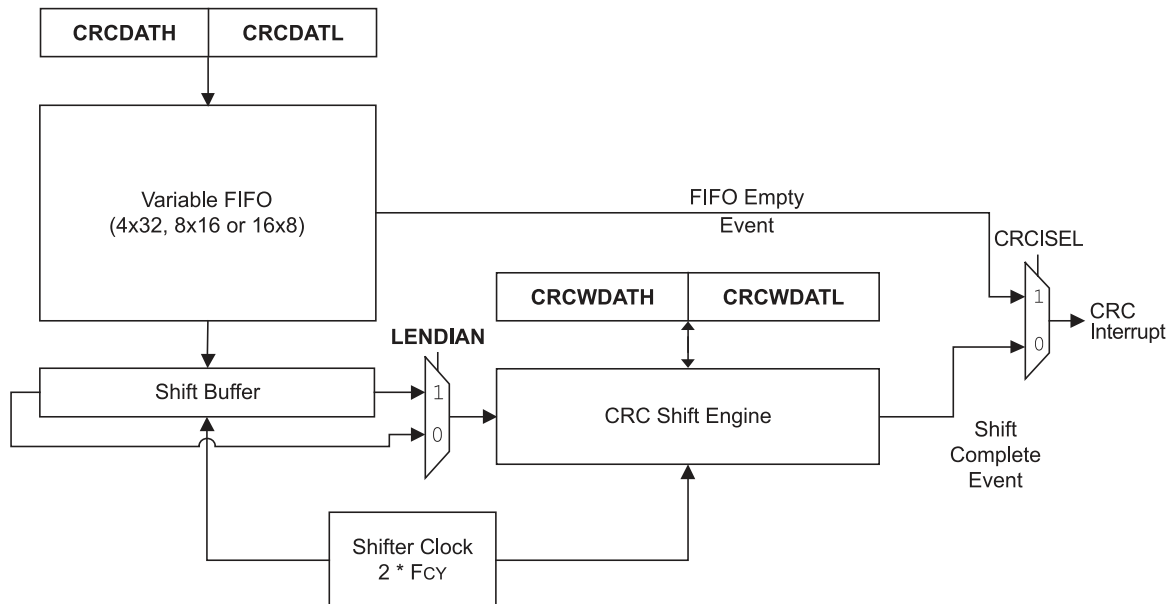 CRCDATH CRCDATL
Variable FIFO
(4x32, 8x16 or 16x8)
FIFO Empty
Event
CRCISEL
1
0
CRC
Interrupt
CRCWDATH CRCWDATL
LENDIAN
1
0
Shift Buffer
CRC Shift Engine
Shift
Complete
Event
Shifter Clock
2 * FCY